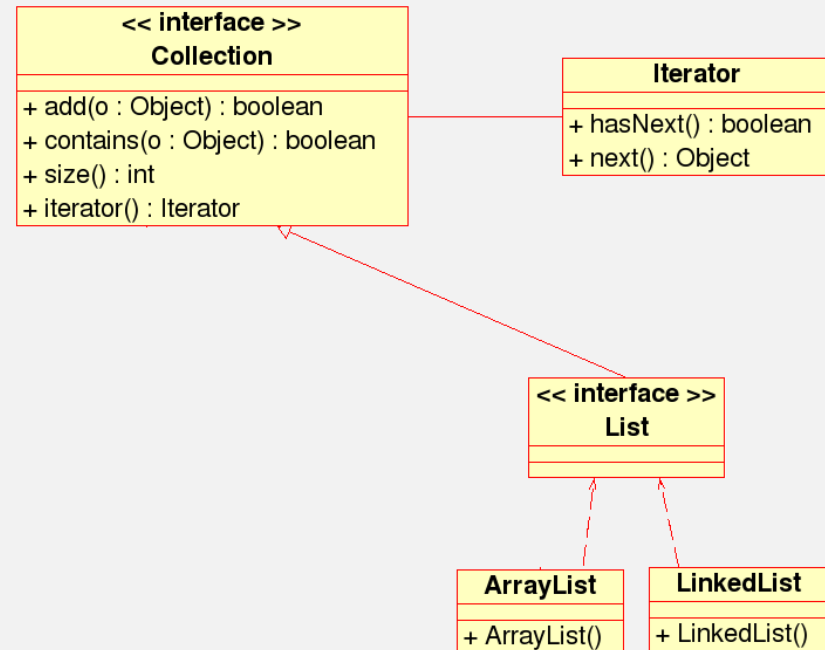 << interface >>
Collection
+ add(o : Object) : boolean
+ contains(o : Object) : boolean
+ size() : int
+ iterator() : Iterator
Iterator
+ hasNext() : boolean
+ next() : Object
<< interface >>
List
ArrayList
+ ArrayList()
LinkedList
+ LinkedList()